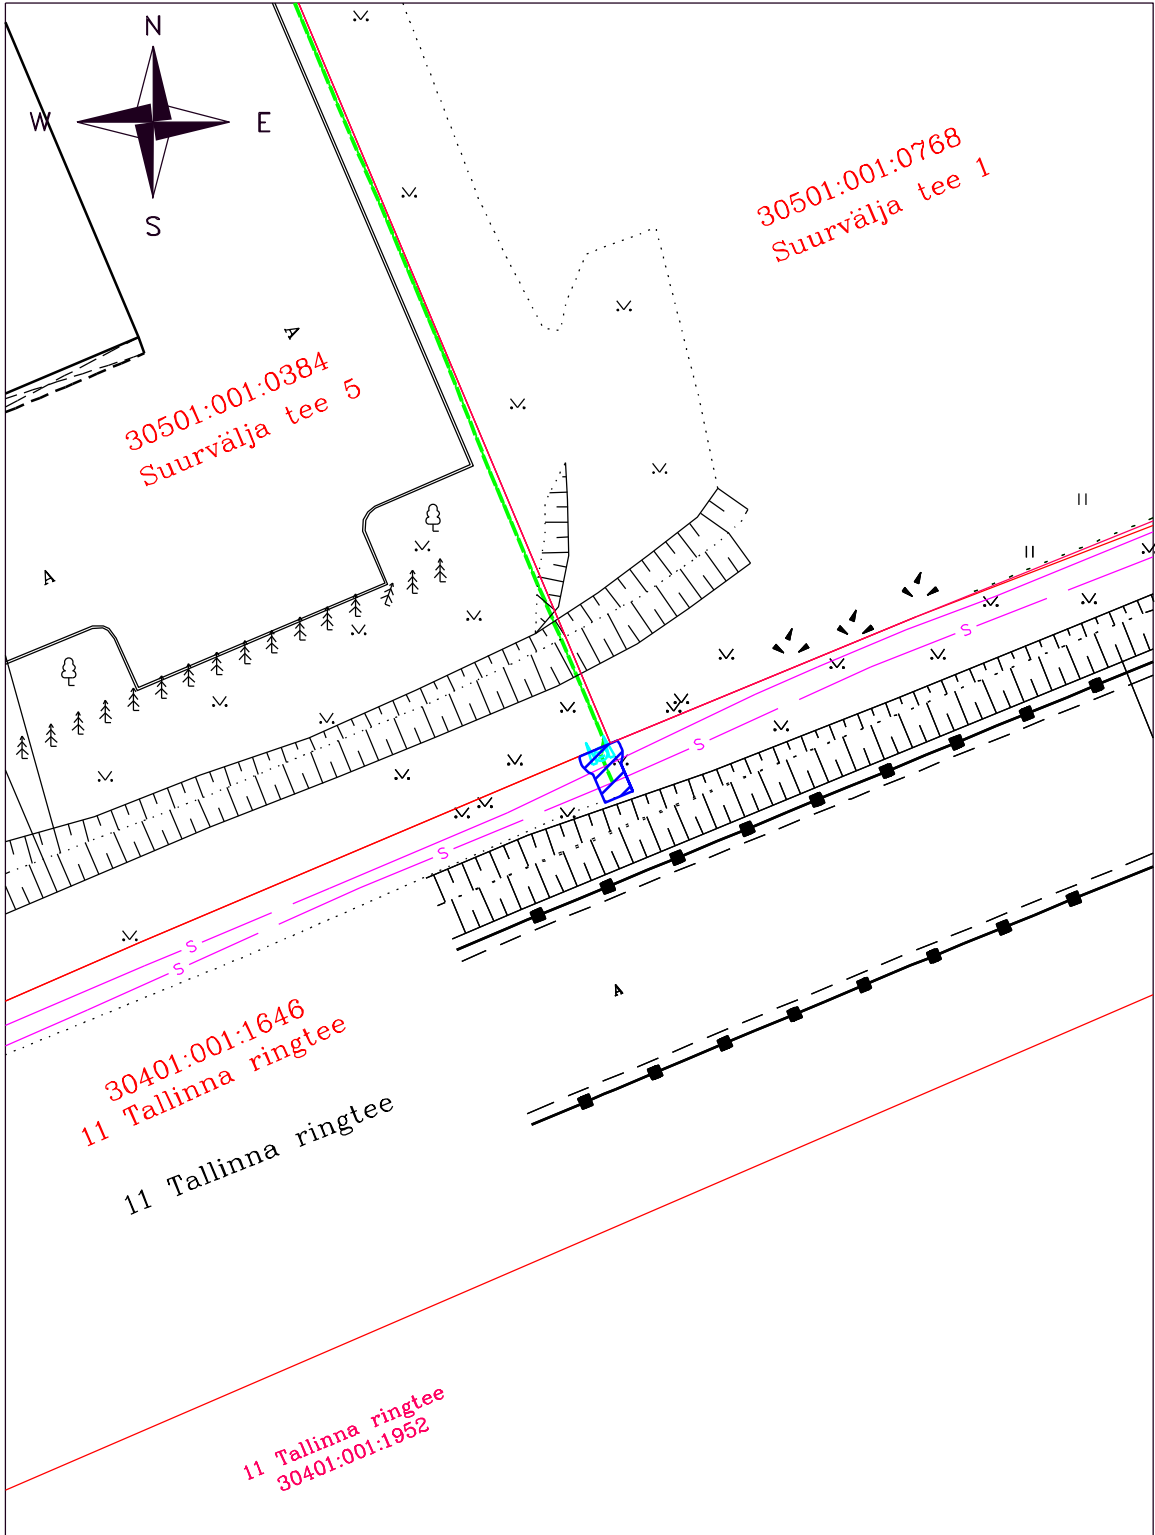 N
W
E
S
30501:001:0768
Suurvälja tee 1
A
30501:001:0384
Suurvälja tee 5
A
S
S
S
S
S
A
30401:001:1646
11 Tallinna ringtee
11 Tallinna ringtee
11 Tallinna ringtee
30401:001:1952